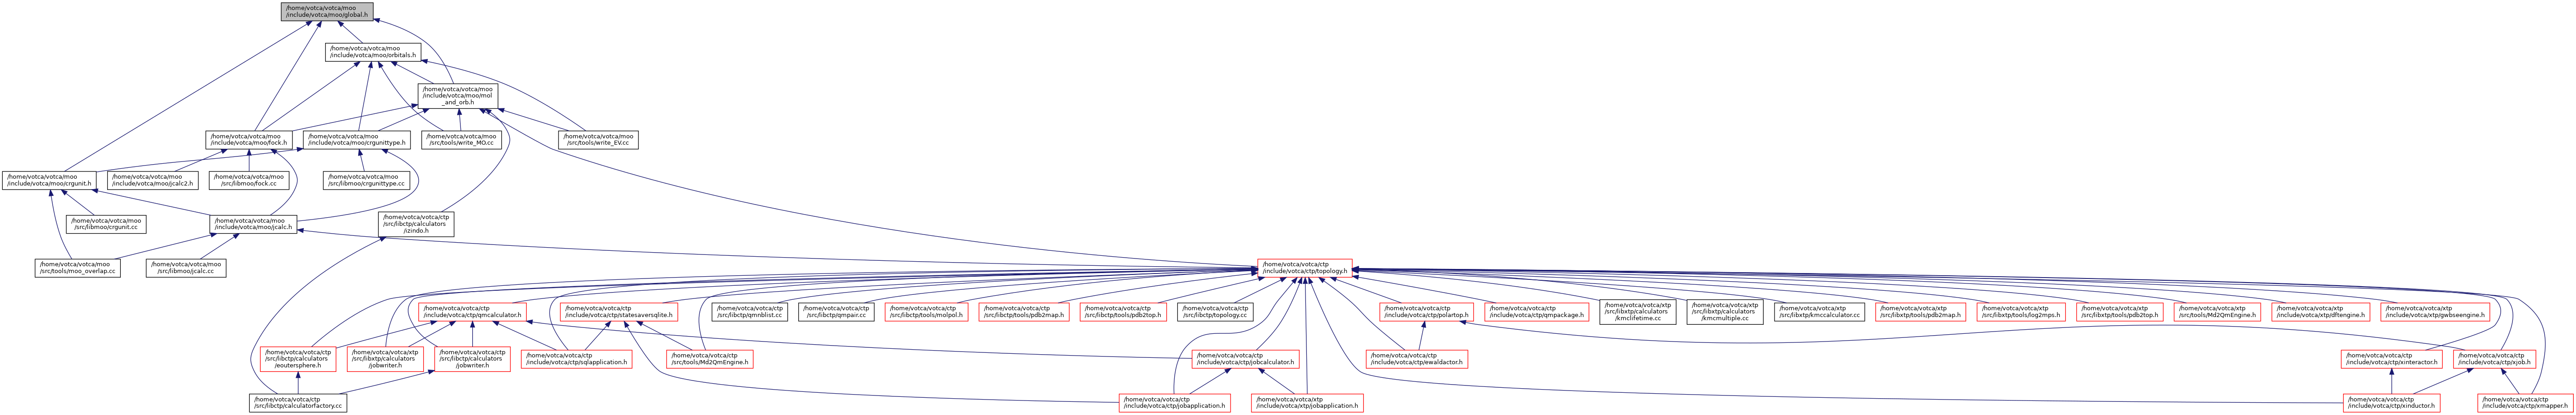 /home/votca/votca/moo
/include/votca/moo/global.h
/home/votca/votca/moo
/include/votca/moo/orbitals.h
/home/votca/votca/moo
/include/votca/moo/mol
_and_orb.h
/home/votca/votca/moo
/include/votca/moo/fock.h
/home/votca/votca/moo
/include/votca/moo/crgunittype.h
/home/votca/votca/moo
/src/tools/write_MO.cc
/home/votca/votca/moo
/src/tools/write_EV.cc
/home/votca/votca/moo
/include/votca/moo/crgunit.h
/home/votca/votca/moo
/include/votca/moo/jcalc2.h
/home/votca/votca/moo
/src/libmoo/fock.cc
/home/votca/votca/moo
/src/libmoo/crgunittype.cc
/home/votca/votca/moo
/src/libmoo/crgunit.cc
/home/votca/votca/moo
/include/votca/moo/jcalc.h
/home/votca/votca/ctp
/src/libctp/calculators
/izindo.h
/home/votca/votca/moo
/src/tools/moo_overlap.cc
/home/votca/votca/moo
/src/libmoo/jcalc.cc
/home/votca/votca/ctp
/include/votca/ctp/topology.h
/home/votca/votca/ctp
/include/votca/ctp/qmcalculator.h
/home/votca/votca/ctp
/include/votca/ctp/statesaversqlite.h
/home/votca/votca/ctp
/src/libctp/qmnblist.cc
/home/votca/votca/ctp
/src/libctp/qmpair.cc
/home/votca/votca/ctp
/src/libctp/tools/molpol.h
/home/votca/votca/ctp
/src/libctp/tools/pdb2map.h
/home/votca/votca/ctp
/src/libctp/tools/pdb2top.h
/home/votca/votca/ctp
/src/libctp/topology.cc
/home/votca/votca/ctp
/include/votca/ctp/polartop.h
/home/votca/votca/ctp
/include/votca/ctp/qmpackage.h
/home/votca/votca/xtp
/src/libxtp/calculators
/kmclifetime.cc
/home/votca/votca/xtp
/src/libxtp/calculators
/kmcmultiple.cc
/home/votca/votca/xtp
/src/libxtp/kmccalculator.cc
/home/votca/votca/xtp
/src/libxtp/tools/pdb2map.h
/home/votca/votca/xtp
/src/libxtp/tools/log2mps.h
/home/votca/votca/xtp
/src/libxtp/tools/pdb2top.h
/home/votca/votca/xtp
/src/tools/Md2QmEngine.h
/home/votca/votca/xtp
/include/votca/xtp/dftengine.h
/home/votca/votca/xtp
/include/votca/xtp/gwbseengine.h
/home/votca/votca/ctp
/src/libctp/calculators
/eoutersphere.h
/home/votca/votca/xtp
/src/libxtp/calculators
/jobwriter.h
/home/votca/votca/ctp
/src/libctp/calculators
/jobwriter.h
/home/votca/votca/ctp
/include/votca/ctp/sqlapplication.h
/home/votca/votca/ctp
/src/tools/Md2QmEngine.h
/home/votca/votca/ctp
/include/votca/ctp/jobcalculator.h
/home/votca/votca/ctp
/include/votca/ctp/ewaldactor.h
/home/votca/votca/ctp
/include/votca/ctp/xinteractor.h
/home/votca/votca/ctp
/include/votca/ctp/xjob.h
/home/votca/votca/ctp
/src/libctp/calculatorfactory.cc
/home/votca/votca/ctp
/include/votca/ctp/jobapplication.h
/home/votca/votca/xtp
/include/votca/xtp/jobapplication.h
/home/votca/votca/ctp
/include/votca/ctp/xinductor.h
/home/votca/votca/ctp
/include/votca/ctp/xmapper.h